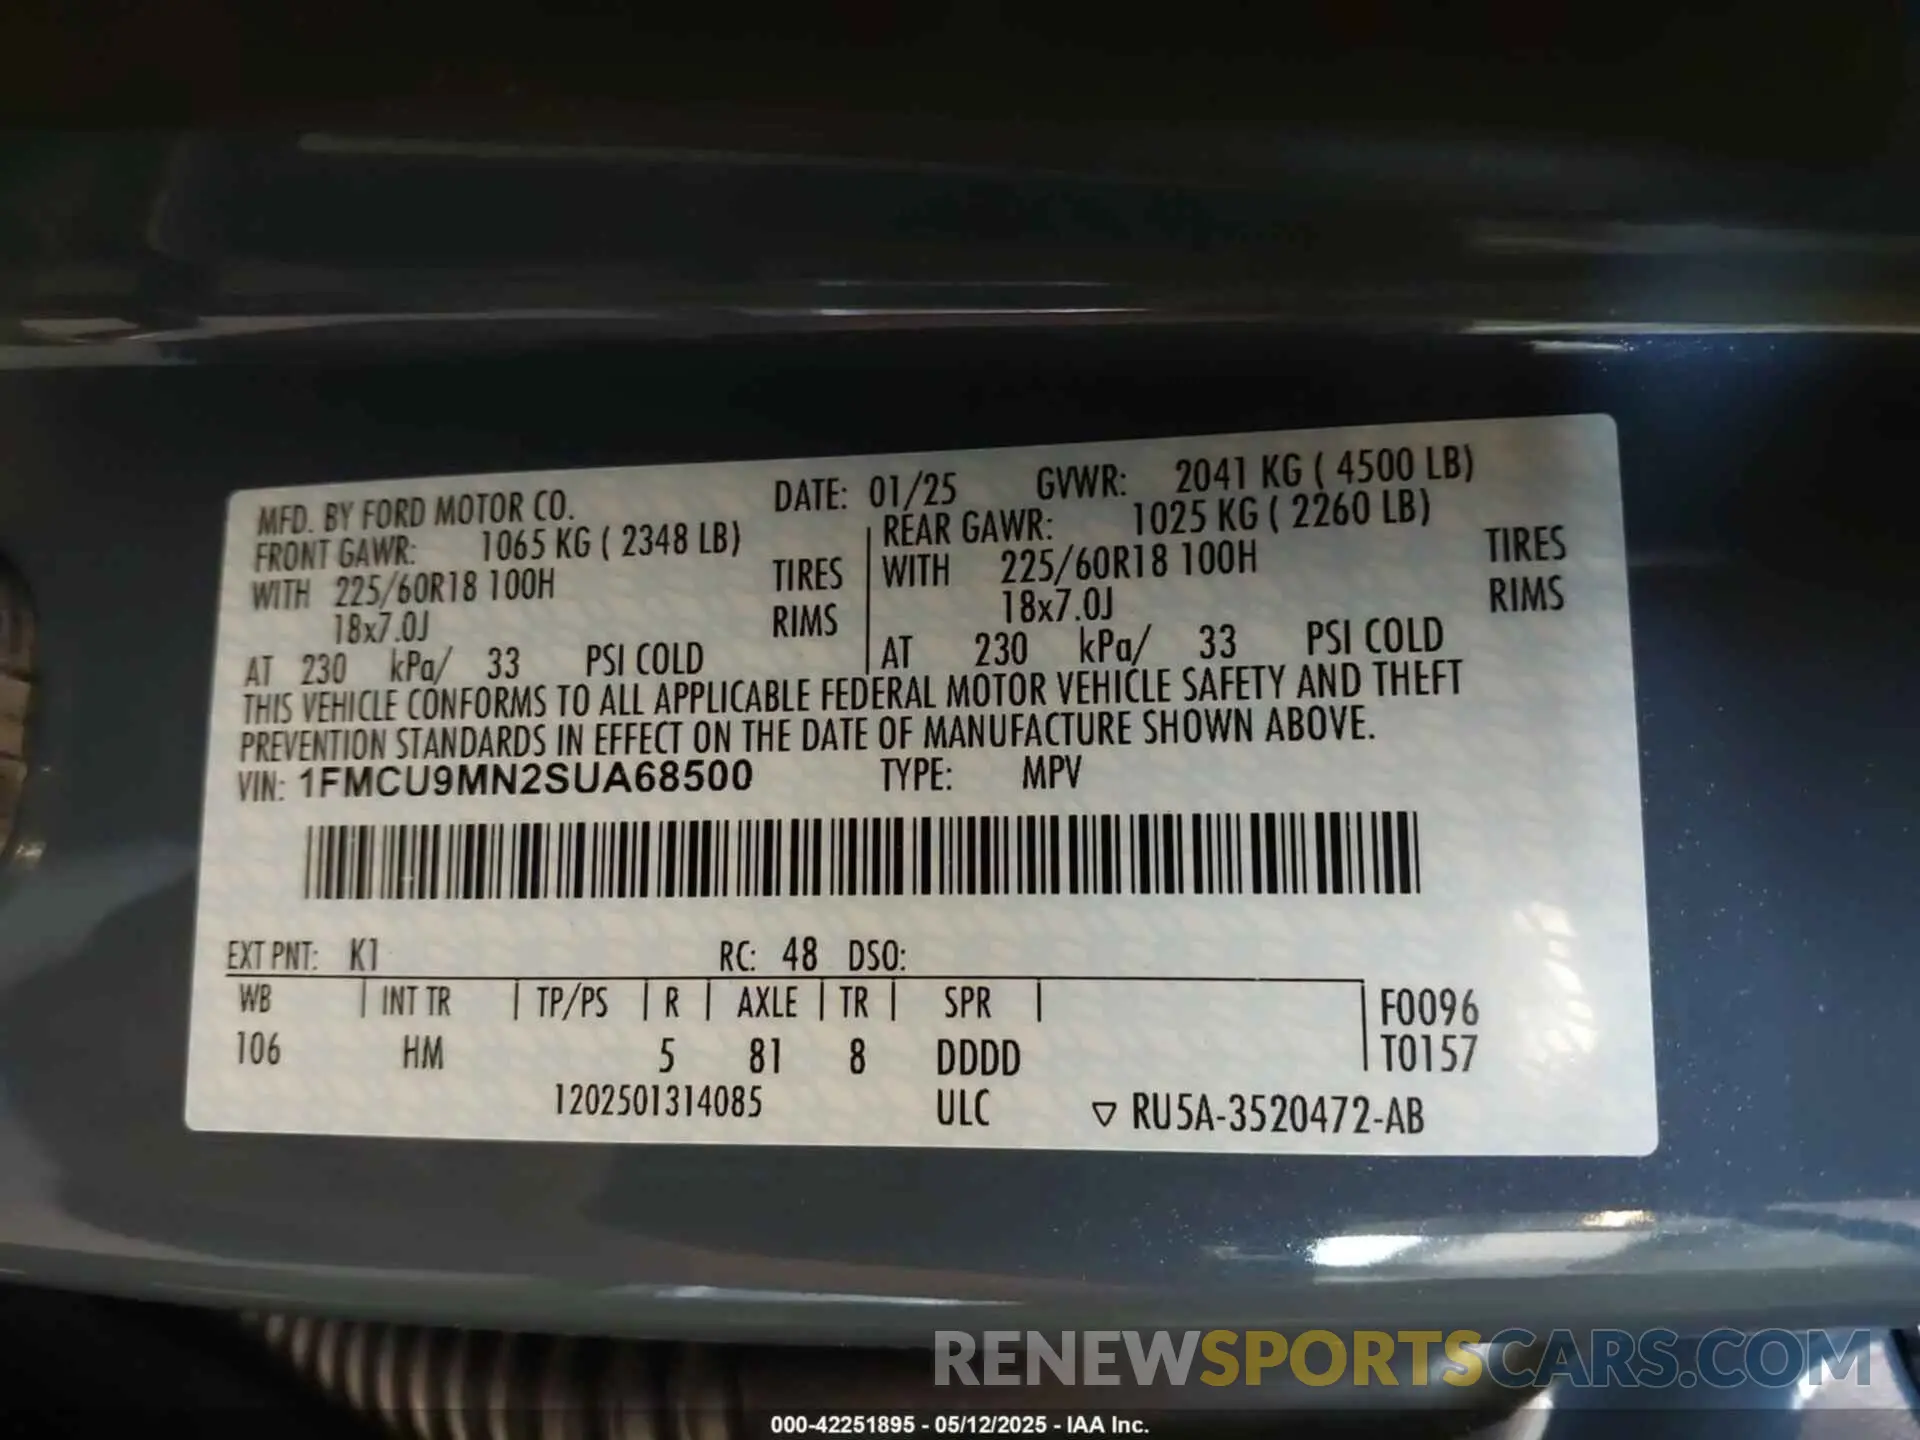 MFD. BY FORD MOTOR CO. DATE: 01/25 GVWR: 2041 KG ( 4500 LB)
FRONT GAWR: 1065 KG ( 2348 LB) REAR GAWR: 1025 KG ( 2260 LB)
WITH 225/60R18 100H TIRES WITH 225/60R18 100H TIRES
18x7.0J RIMS 18x7.0J RIMS
AT 230 kPa/ 33 PSI COLD AT 230 kPa/ 33 PSI COLD
THIS VEHICLE CONFORMS TO ALL APPLICABLE FEDERAL MOTOR VEHICLE SAFETY AND THEFT
PREVENTION STANDARDS IN EFFECT ON THE DATE OF MANUFACTURE SHOWN ABOVE.
VIN: 1FMCU9MN2SUA68500 TYPE: MPV
EXT PNT: K1 RC: 48 DSO:
WB INT TR TP/PS R AXLE TR SPR F0096
106 HM 5 81 8 DDDD T0157
1202501314085 ULC ▽ RU5A-3520472-AB
RENEWSPORTSCARS.COM
000-42251895 - 05/12/2025 - IAA Inc.